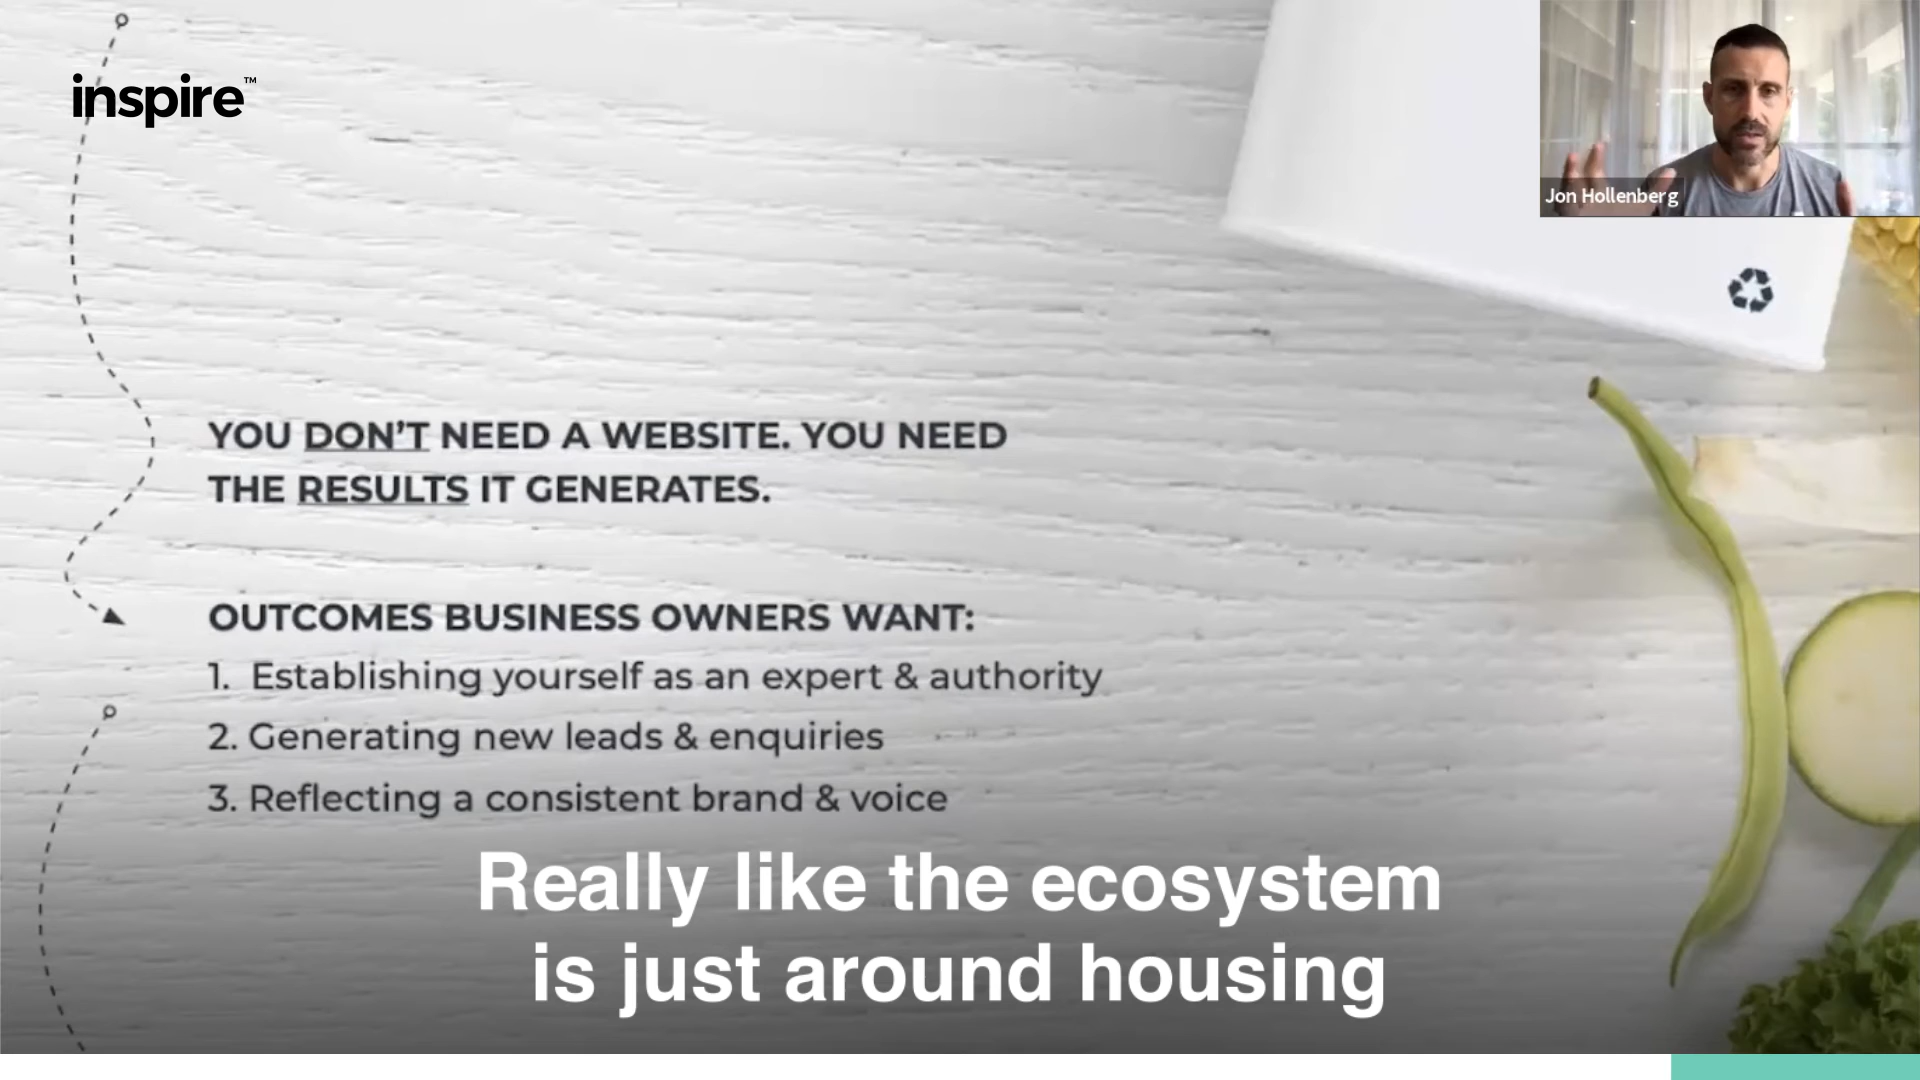 inspire™
Jon Hollenberg
YOU DON'T NEED A WEBSITE. YOU NEED
THE RESULTS IT GENERATES.
OUTCOMES BUSINESS OWNERS WANT:
1. Establishing yourself as an expert & authority
2. Generating new leads & enquiries
3. Reflecting a consistent brand & voice
Really like the ecosystem
is just around housing